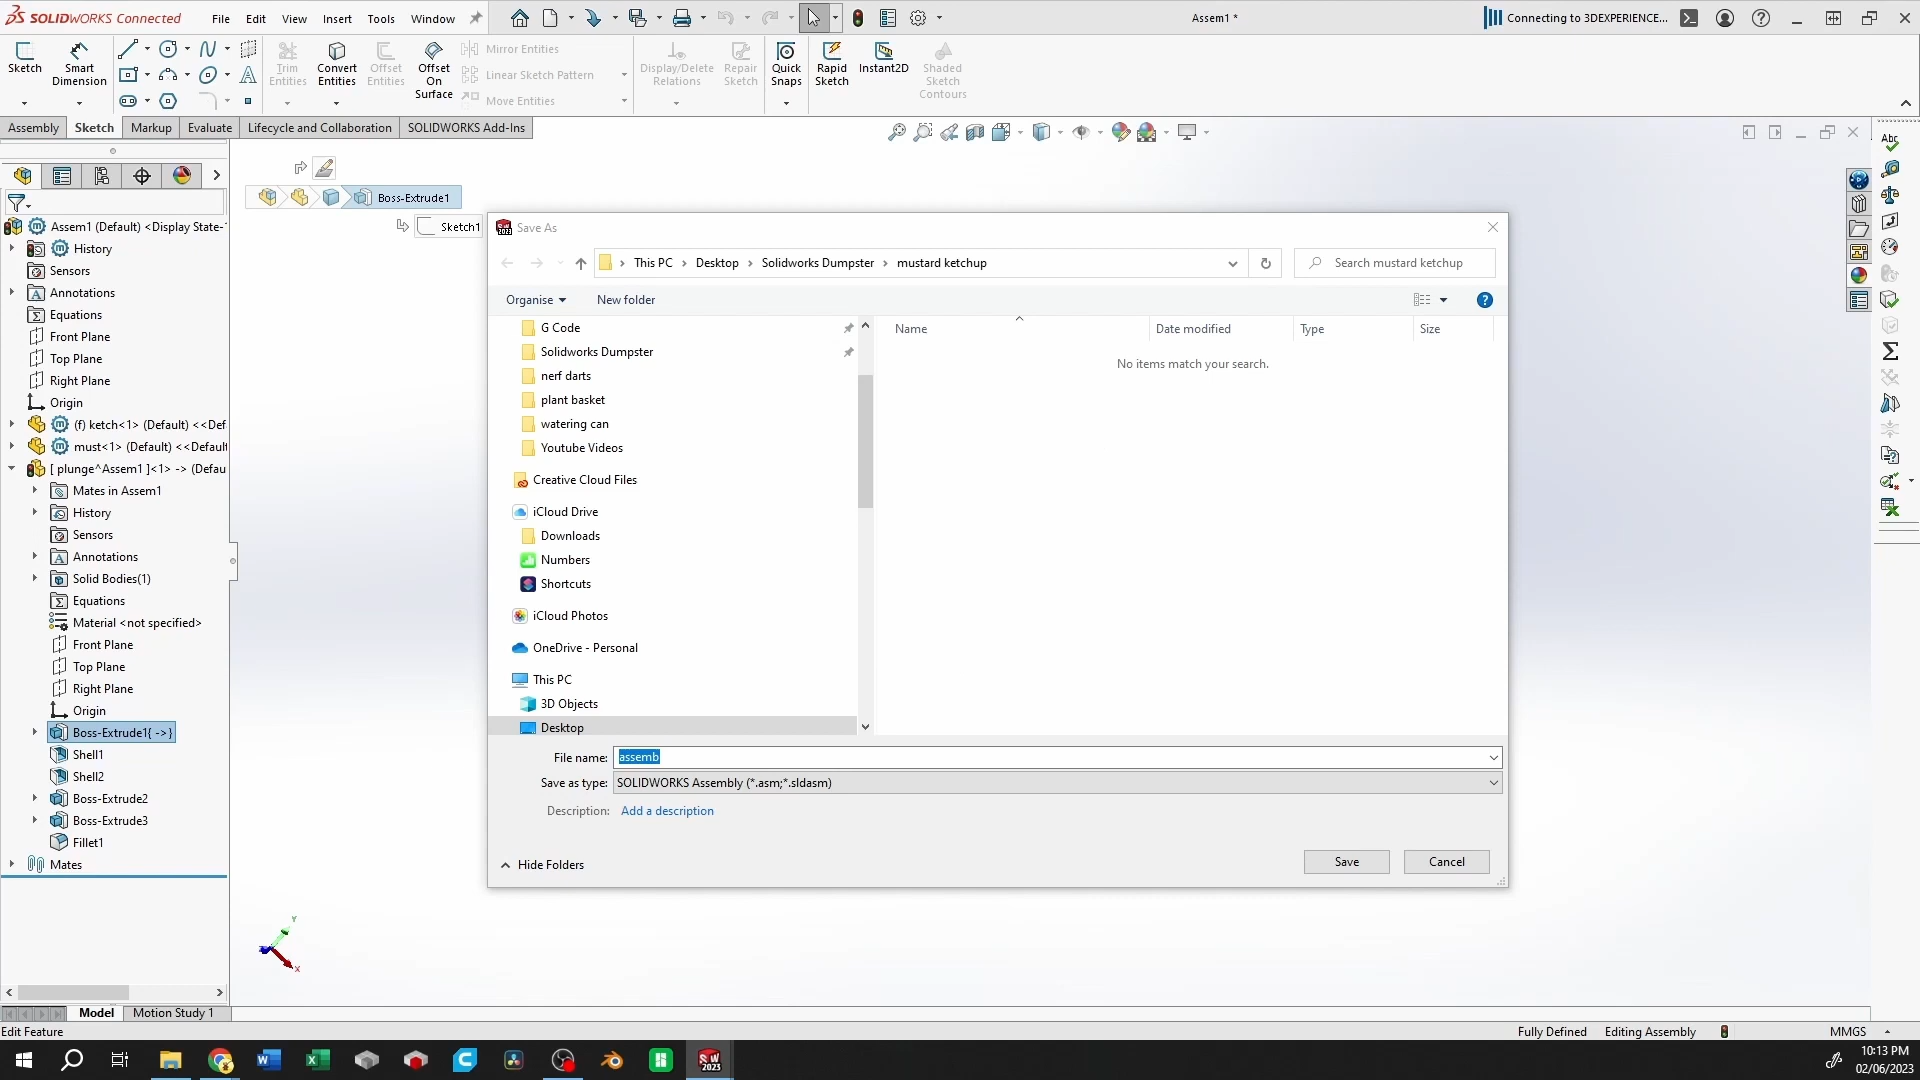 SOLIDWORKS Connected
File
Edit
View
Insert
Tools
Window
Assem1 *
Connecting to 3DEXPERIENCE...
Sketch
Smart Dimension
Trim Entities
Convert Entities
Offset Entities
Offset On Surface
Mirror Entities
Linear Sketch Pattern
Move Entities
Display/Delete Relations
Repair Sketch
Quick Snaps
Rapid Sketch
Instant2D
Shaded Sketch Contours
Assembly
Sketch
Markup
Evaluate
Lifecycle and Collaboration
SOLIDWORKS Add-Ins
Boss-Extrude1
Sketch1
Assem1 (Default) <Display State-
History
Sensors
Annotations
Equations
Front Plane
Top Plane
Right Plane
Origin
(f) ketch<1> (Default) <<Def
must<1> (Default) <<Default
[ plunge^Assem1 ]<1> -> (Defau
Mates in Assem1
History
Sensors
Annotations
Solid Bodies(1)
Equations
Material <not specified>
Front Plane
Top Plane
Right Plane
Origin
Boss-Extrude1{ ->}
Shell1
Shell2
Boss-Extrude2
Boss-Extrude3
Fillet1
Mates
Save As
This PC > Desktop > Solidworks Dumpster > mustard ketchup
Search mustard ketchup
Organise
New folder
G Code
Solidworks Dumpster
nerf darts
plant basket
watering can
Youtube Videos
Creative Cloud Files
iCloud Drive
Downloads
Numbers
Shortcuts
iCloud Photos
OneDrive - Personal
This PC
3D Objects
Desktop
Name
Date modified
Type
Size
No items match your search.
File name: assemb
Save as type: SOLIDWORKS Assembly (*.asm;*.sldasm)
Description: Add a description
Hide Folders
Save
Cancel
Abc
Y
X
Model
Motion Study 1
Edit Feature
Fully Defined
Editing Assembly
MMGS
10:13 PM
02/06/2023